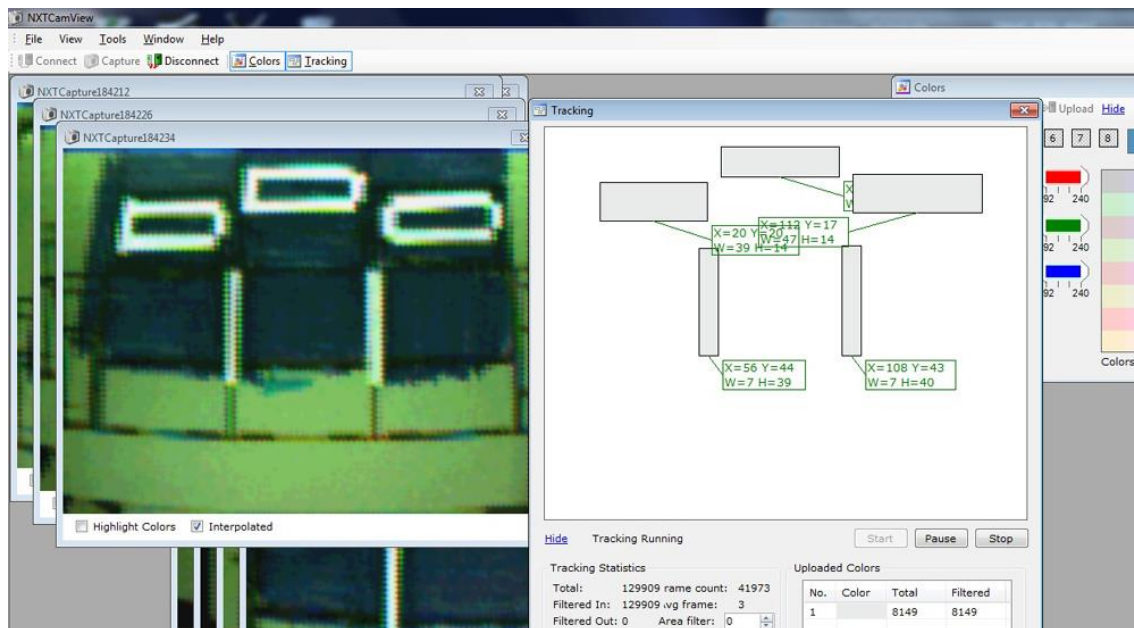 NXTCamView
File View Tools Window Help
Connect Capture Disconnect Colors Tracking
NXTCapture184212
NXTCapture184226
NXTCapture184234
Highlight Colors Interpolated
Tracking
X
W
X=20 Y=20
W=39 H=14
X=112 Y=17
W=47 H=14
X=56 Y=44
W=7 H=39
X=108 Y=43
W=7 H=40
Hide Tracking Running Start Pause Stop
Tracking Statistics
Total: 129909 rame count: 41973
Filtered In: 129909 avg frame: 3
Filtered Out: 0 Area filter: 0
Uploaded Colors
No. Color Total Filtered
1 8149 8149
Colors
Upload Hide
6 7 8
92 240
92 240
92 240
Colors